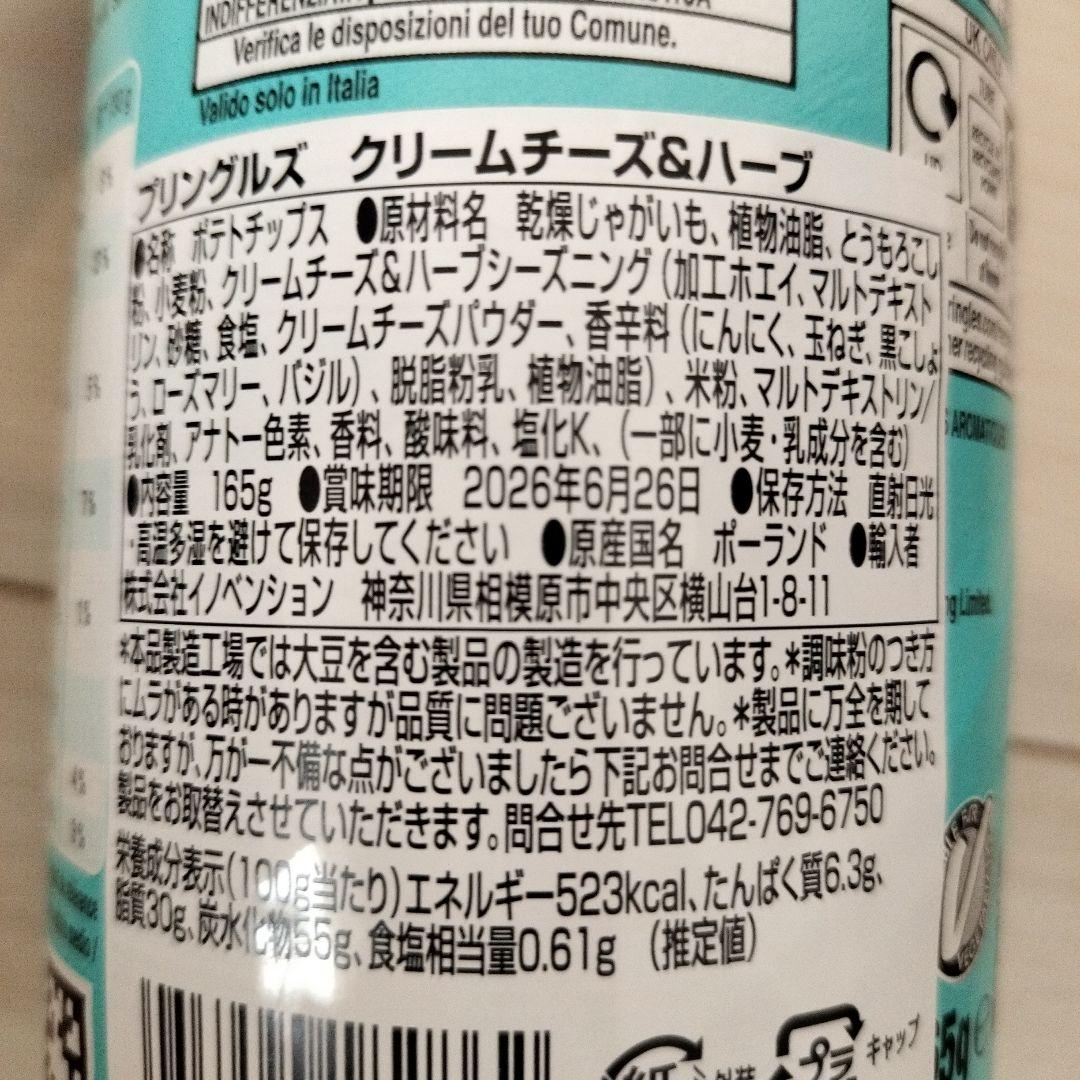 Verifica le disposizioni del tuo Comune.
Valido solo in Italia
プリングルズ クリームチーズ&ハーブ
●名称 ポテトチップス ●原材料名 乾燥じゃがいも、植物油脂、とうもろこし
粉、小麦粉、クリームチーズ&ハーブシーズニング(加工ホエイ、マルトデキスト
リン、砂糖、食塩、クリームチーズパウダー、香辛料(にんにく、玉ねぎ、黒こしょ
う、ローズマリー、バジル)、脱脂粉乳、植物油脂)、米粉、マルトデキストリン/
乳化剤、アナトー色素、香料、酸味料、塩化K、(一部に小麦・乳成分を含む)
●内容量 165g ●賞味期限 2026年6月26日 ●保存方法 直射日光
・高温多湿を避けて保存してください ●原産国名 ポーランド ●輸入者
株式会社イノベンション 神奈川県相模原市中央区横山台1-8-11
*本品製造工場では大豆を含む製品の製造を行っています。*調味粉のつき方
にムラがある時がありますが品質に問題ございません。*製品に万全を期して
おりますが、万が一不備な点がございましたら下記お問合せまでご連絡ください。
製品をお取替えさせていただきます。問合せ先TEL042-769-6750
栄養成分表示(100g当たり)エネルギー523kcal、たんぱく質6.3g、
脂質30g、炭水化物55g、食塩相当量0.61g (推定値)
プラ
キャップ